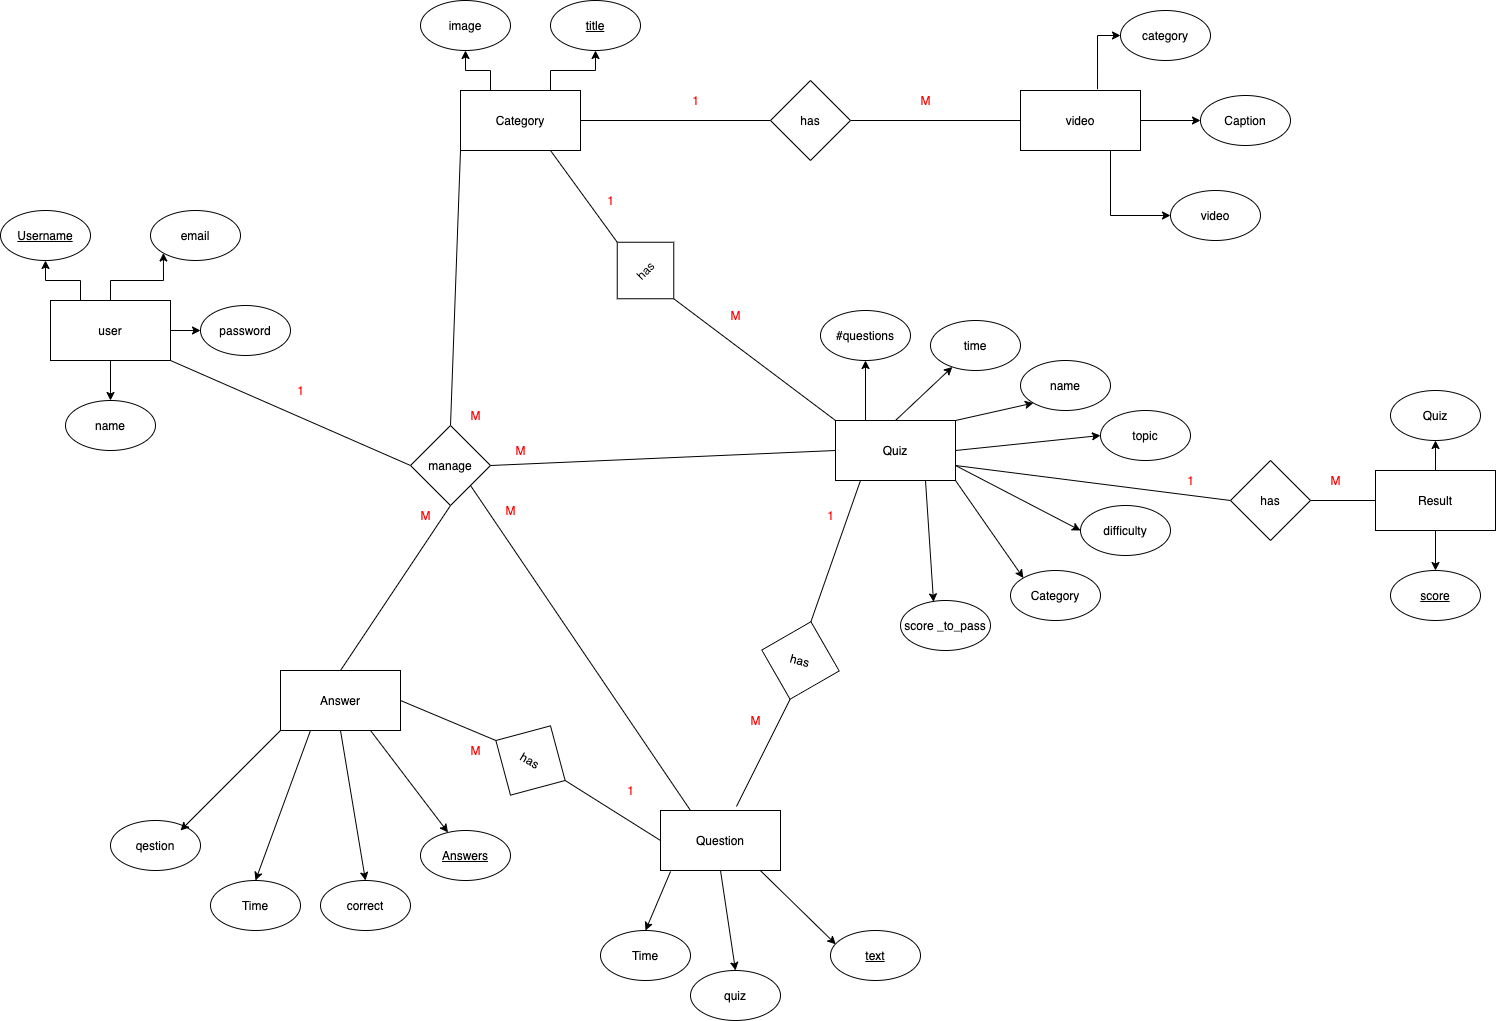 image
title
category
Category
1
has
M
video
Caption
video
1
has
M
Username
email
user
password
name
1
#questions
time
name
topic
Quiz
difficulty
Category
score _to_pass
1
has
M
Quiz
Result
score
M
manage
M
M
M
1
has
M
Answer
M
has
1
Question
qestion
Time
correct
Answers
Time
quiz
text